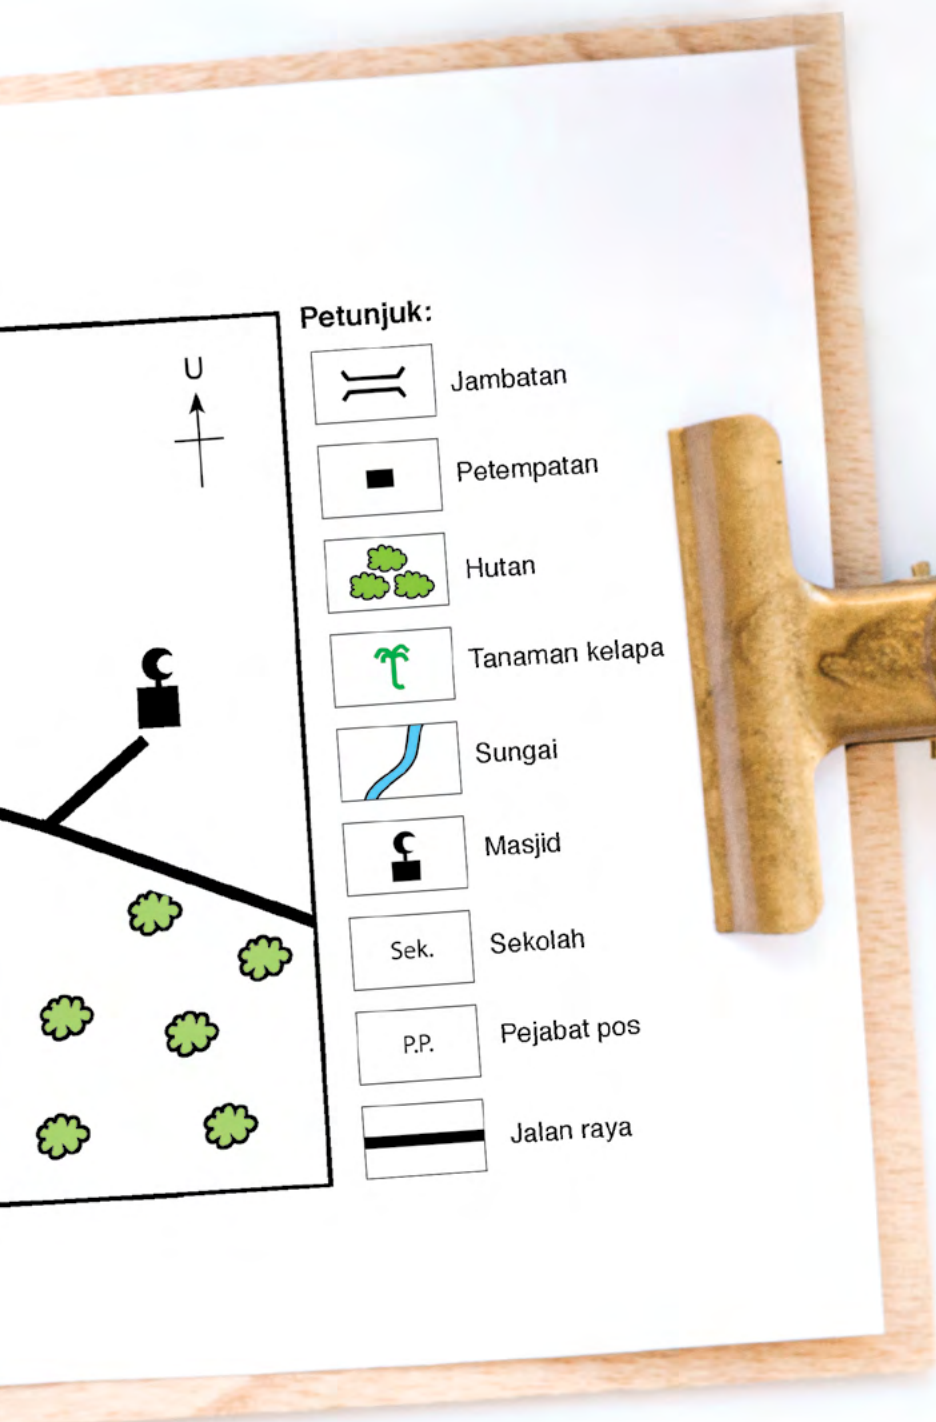 U
Petunjuk:
Jambatan
Petempatan
Hutan
Tanaman kelapa
Sungai
Masjid
Sek.
Sekolah
P.P.
Pejabat pos
Jalan raya